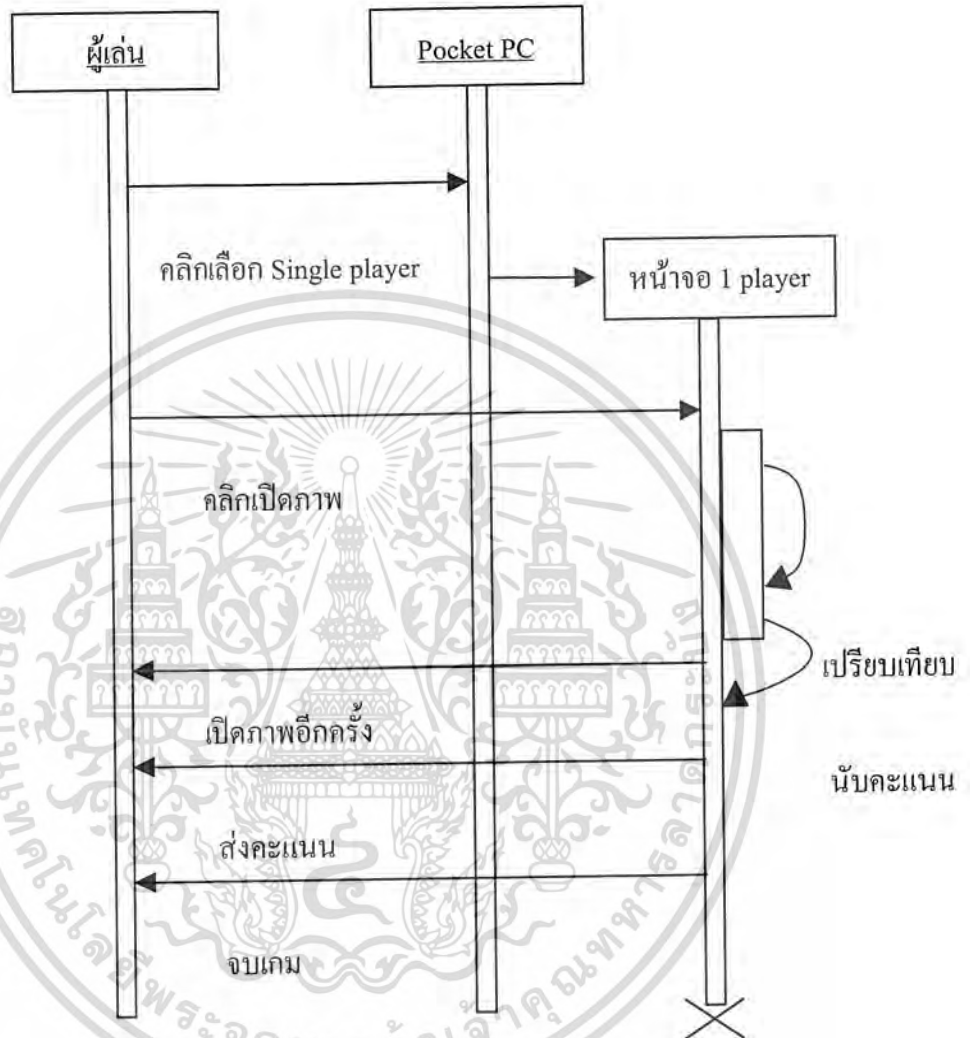 ผู้เล่น
Pocket PC
คลิกเลือก Single player
หน้าจอ 1 player
คลิกเปิดภาพ
เปรียบเทียบ
เปิดภาพอีกครั้ง
นับคะแนน
ส่งคะแนน
จบเกม